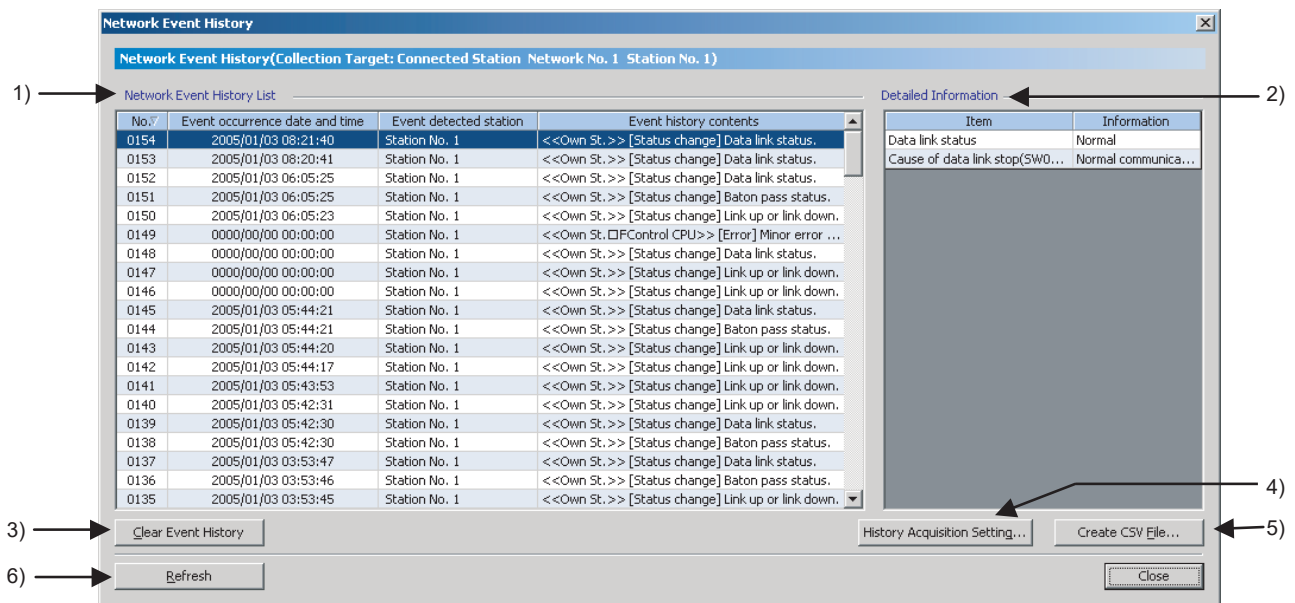 Network Event History
Network Event History(Collection Target: Connected Station Network No. 1 Station No. 1)
1) Network Event History List
Detailed Information 2)
No. Event occurrence date and time Event detected station Event history contents
0154 2005/01/03 08:21:40 Station No. 1 <<Own St.>> [Status change] Data link status.
0153 2005/01/03 08:20:41 Station No. 1 <<Own St.>> [Status change] Data link status.
0152 2005/01/03 06:05:25 Station No. 1 <<Own St.>> [Status change] Data link status.
0151 2005/01/03 06:05:25 Station No. 1 <<Own St.>> [Status change] Baton pass status.
0150 2005/01/03 06:05:23 Station No. 1 <<Own St.>> [Status change] Link up or link down.
0149 0000/00/00 00:00:00 Station No. 1 <<Own St.□FControl CPU>> [Error] Minor error ...
0148 0000/00/00 00:00:00 Station No. 1 <<Own St.>> [Status change] Data link status.
0147 0000/00/00 00:00:00 Station No. 1 <<Own St.>> [Status change] Link up or link down.
0146 0000/00/00 00:00:00 Station No. 1 <<Own St.>> [Status change] Link up or link down.
0145 2005/01/03 05:44:21 Station No. 1 <<Own St.>> [Status change] Data link status.
0144 2005/01/03 05:44:21 Station No. 1 <<Own St.>> [Status change] Baton pass status.
0143 2005/01/03 05:44:20 Station No. 1 <<Own St.>> [Status change] Link up or link down.
0142 2005/01/03 05:44:17 Station No. 1 <<Own St.>> [Status change] Link up or link down.
0141 2005/01/03 05:43:53 Station No. 1 <<Own St.>> [Status change] Link up or link down.
0140 2005/01/03 05:42:31 Station No. 1 <<Own St.>> [Status change] Link up or link down.
0139 2005/01/03 05:42:30 Station No. 1 <<Own St.>> [Status change] Data link status.
0138 2005/01/03 05:42:30 Station No. 1 <<Own St.>> [Status change] Baton pass status.
0137 2005/01/03 03:53:47 Station No. 1 <<Own St.>> [Status change] Data link status.
0136 2005/01/03 03:53:46 Station No. 1 <<Own St.>> [Status change] Baton pass status.
0135 2005/01/03 03:53:45 Station No. 1 <<Own St.>> [Status change] Link up or link down.
Item Information
Data link status Normal
Cause of data link stop(SW0... Normal communica...
4)
3) Clear Event History
History Acquisition Setting...
Create CSV File... 5)
6) Refresh
Close